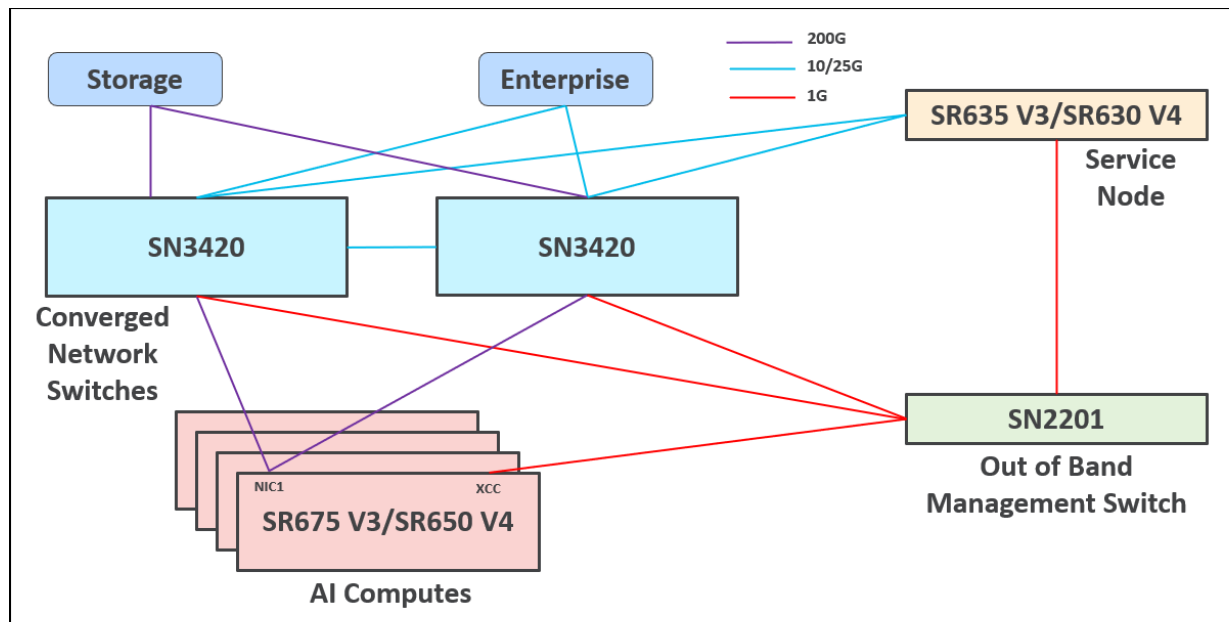 200G
10/25G
1G
Storage
Enterprise
SR635 V3/SR630 V4
Service
Node
SN3420
SN3420
Converged
Network
Switches
SN2201
Out of Band
Management Switch
NIC1
XCC
SR675 V3/SR650 V4
AI Computes